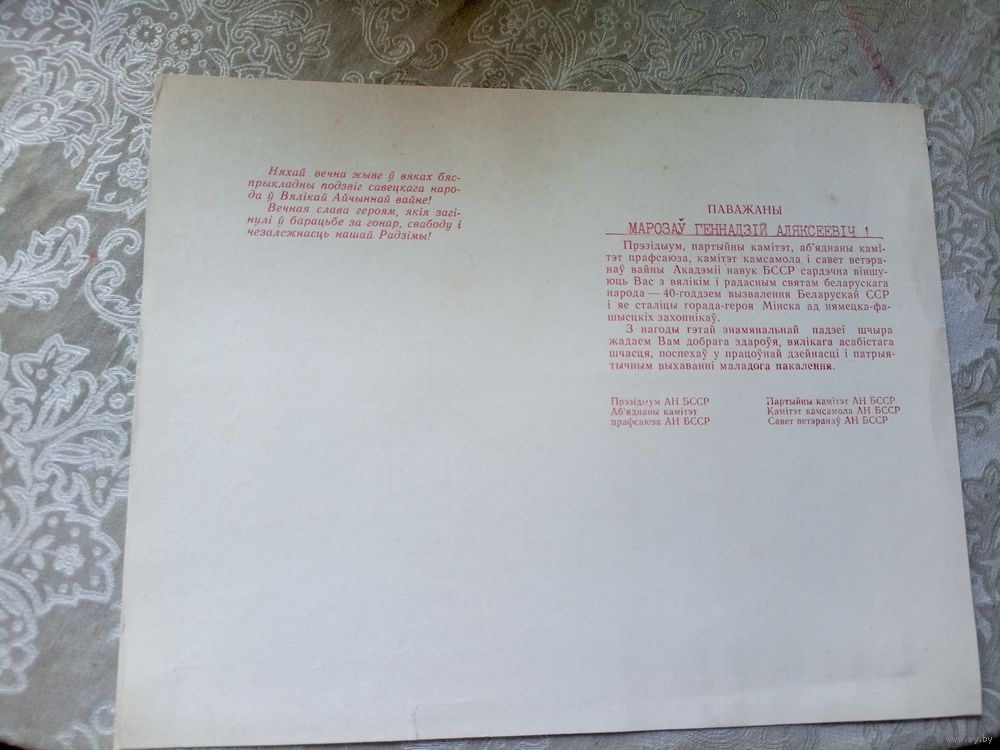 Няхай вечна жыве ў вяках бяс-
прыкладны подзвіг савецкага наро-
да ў Вялікай Айчыннай вайне!
Вечная слава героям, якія загі-
нулі ў барацьбе за гонар, свабоду і
незалежнасць нашай Радзімы!
ПАВАЖАНЫ
МАРОЗАЎ ГЕННАДЗІЙ АЛЯКСЕЕВІЧ !
Прэзідыум, партыйны камітэт, аб'яднаны камі-
тэт прафсаюза, камітэт камсамола і савет ветэра-
наў вайны Акадэміі навук БССР сардэчна віншу-
юць Вас з вялікім і радасным святам беларускага
народа — 40-годдзем вызвалення Беларускай ССР
і яе сталіцы горада-героя Мінска ад нямецка-фа-
шысцкіх захопнікаў.
З нагоды гэтай знамянальнай падзеі шчыра
жадаем Вам добрага здароўя, вялікага асабістага
шчасця, поспехаў у працоўнай дзейнасці і патрыя-
тычным выхаванні маладога пакалення.
Прэзідыум АН БССР
Аб'яднаны камітэт
прафсаюза АН БССР
Партыйны камітэт АН БССР
Камітэт камсамола АН БССР
Савет ветэранаў АН БССР
www.ay.by